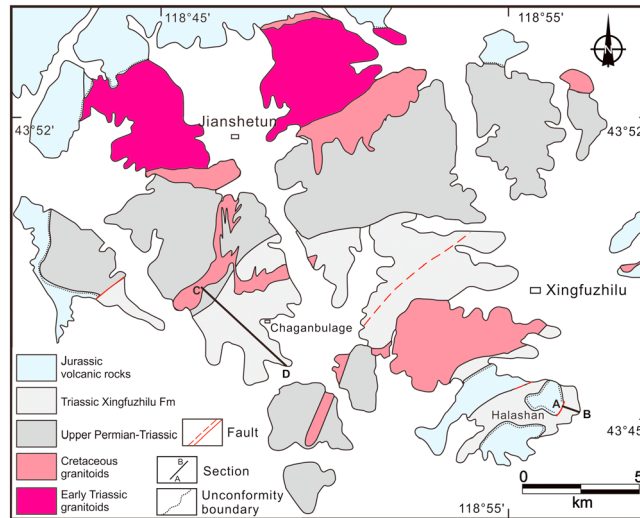 118°45'
118°55'
N
Jianshetun
43°52'
43°52
Xingfuzhilu
C
Chaganbulage
D
Jurassic
volcanic rocks
Triassic Xingfuzhilu Fm
Upper Permian-Triassic
Cretaceous
granitoids
Early Triassic
granitoids
Fault
B
A
Section
Unconformity
boundary
A
B
Halashan
43°45
0
5
km
118°55'